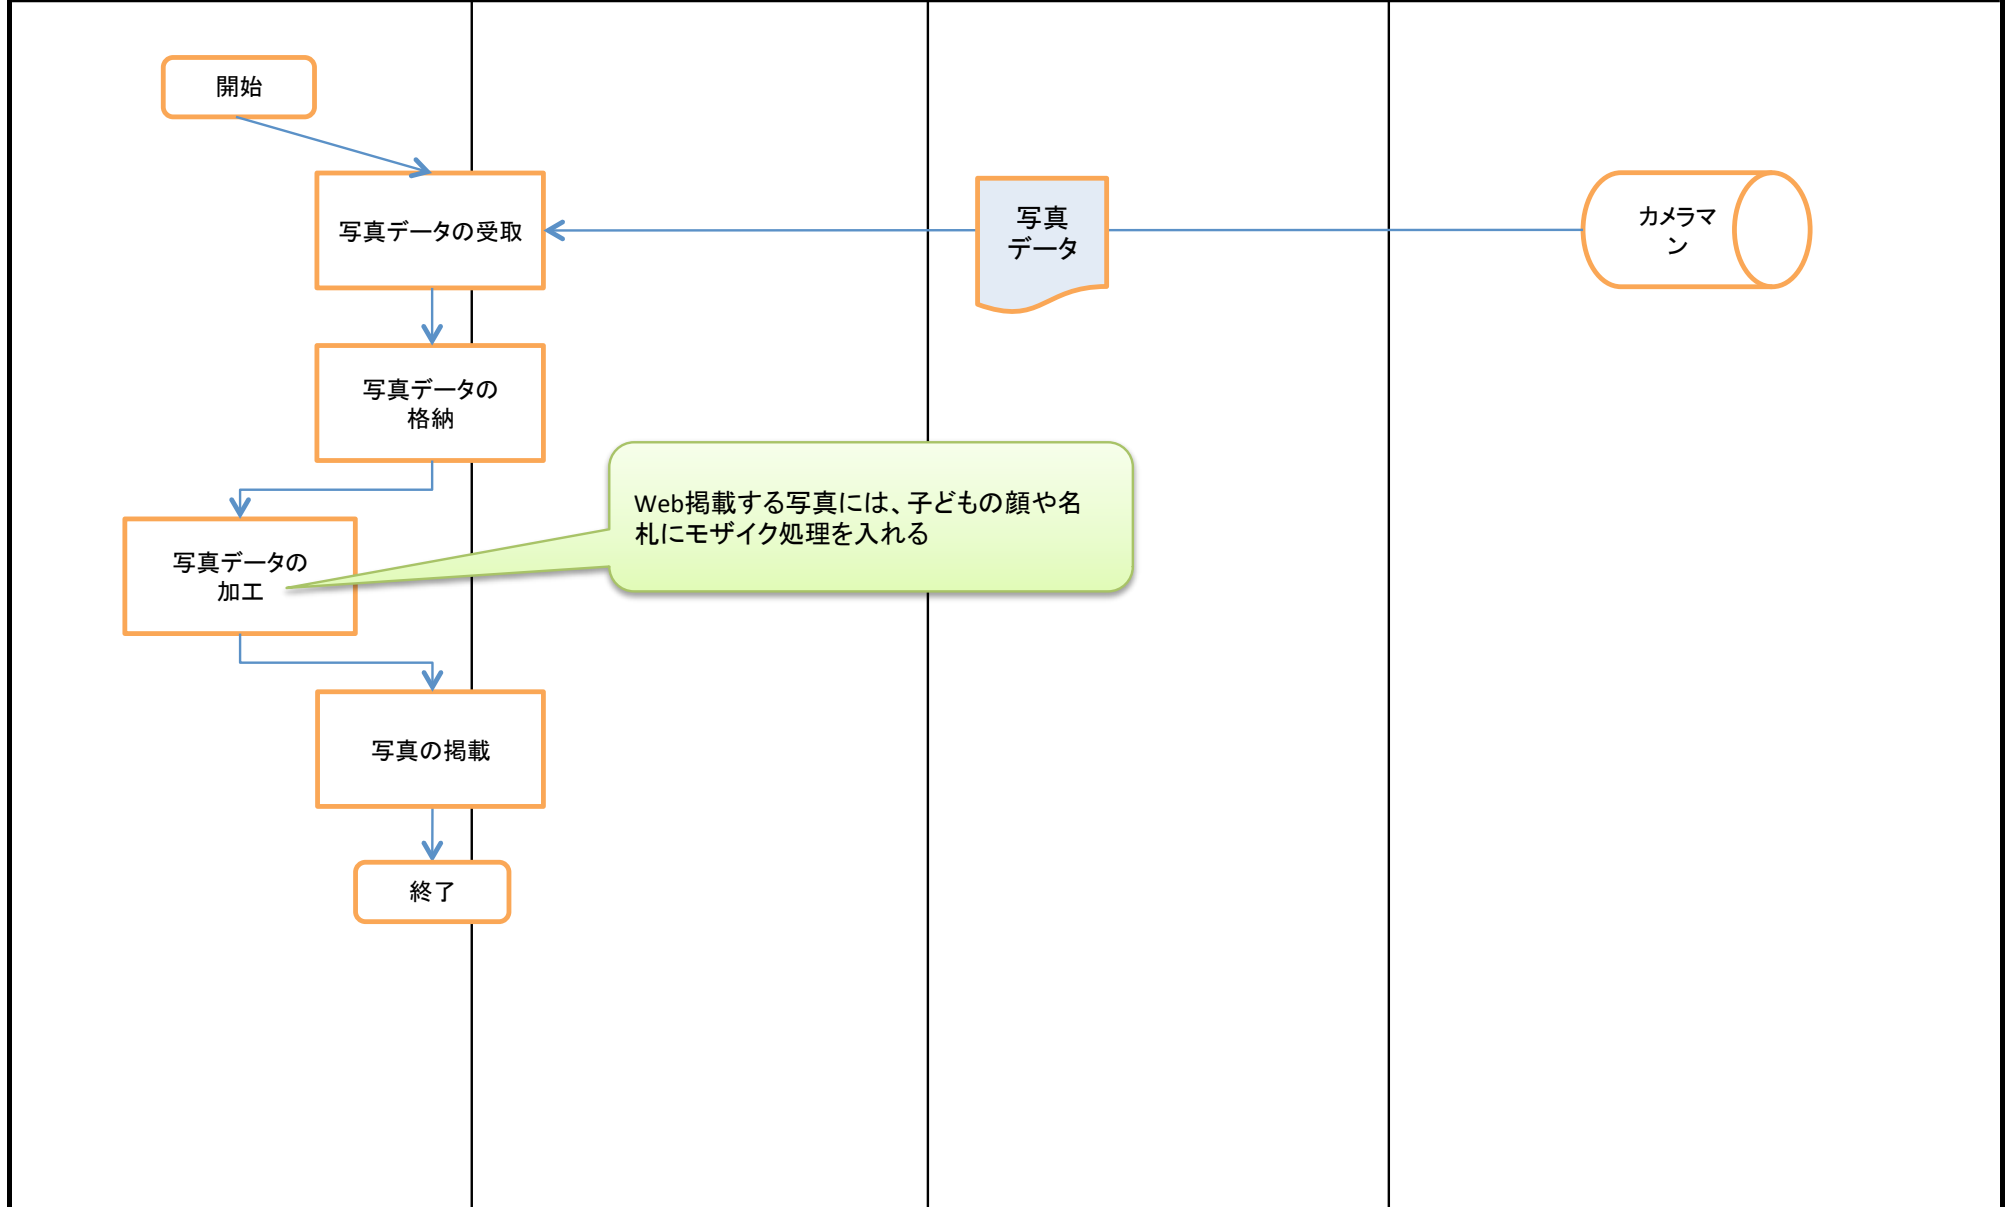 開始
写真データの受取
写真
データ
カメラマ
ン
写真データの
格納
Web掲載する写真には、子どもの顔や名
札にモザイク処理を入れる
写真データの
加工
写真の掲載
終了